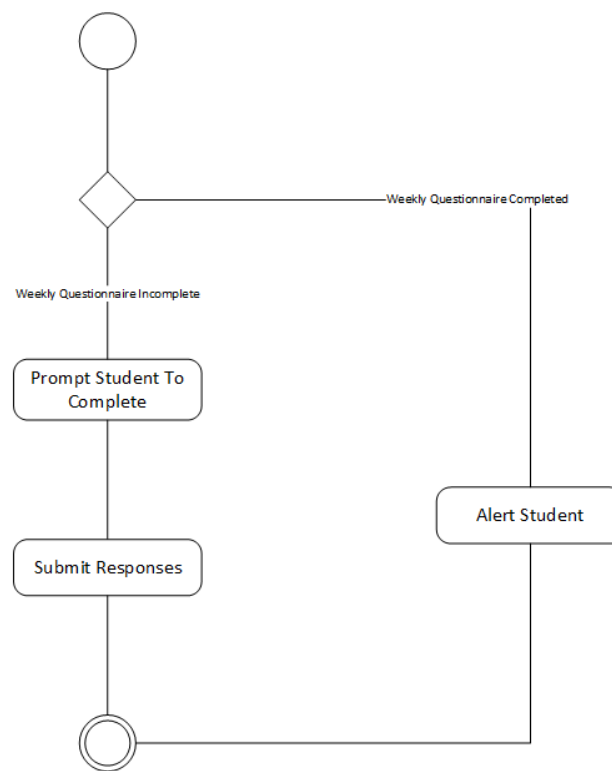 Weekly Questionnaire Completed
Weekly Questionnaire Incomplete
Prompt Student To
Complete
Alert Student
Submit Responses